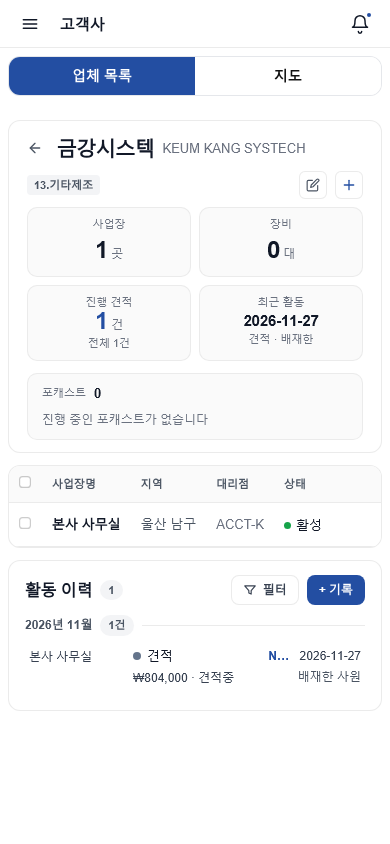 고객사
업체 목록
지도
금강시스텍 KEUM KANG SYSTECH
13.기타제조
사업장
1 곳
장비
0 대
진행 견적
1 건
전체 1건
최근 활동
2026-11-27
견적 · 배재한
포캐스트 0
진행 중인 포캐스트가 없습니다
사업장명 지역 대리점 상태
본사 사무실 울산 남구 ACCT-K 활성
활동 이력 1
필터
+ 기록
2026년 11월 1건
본사 사무실 견적 N... 2026-11-27
₩804,000 · 견적중 배재한 사원